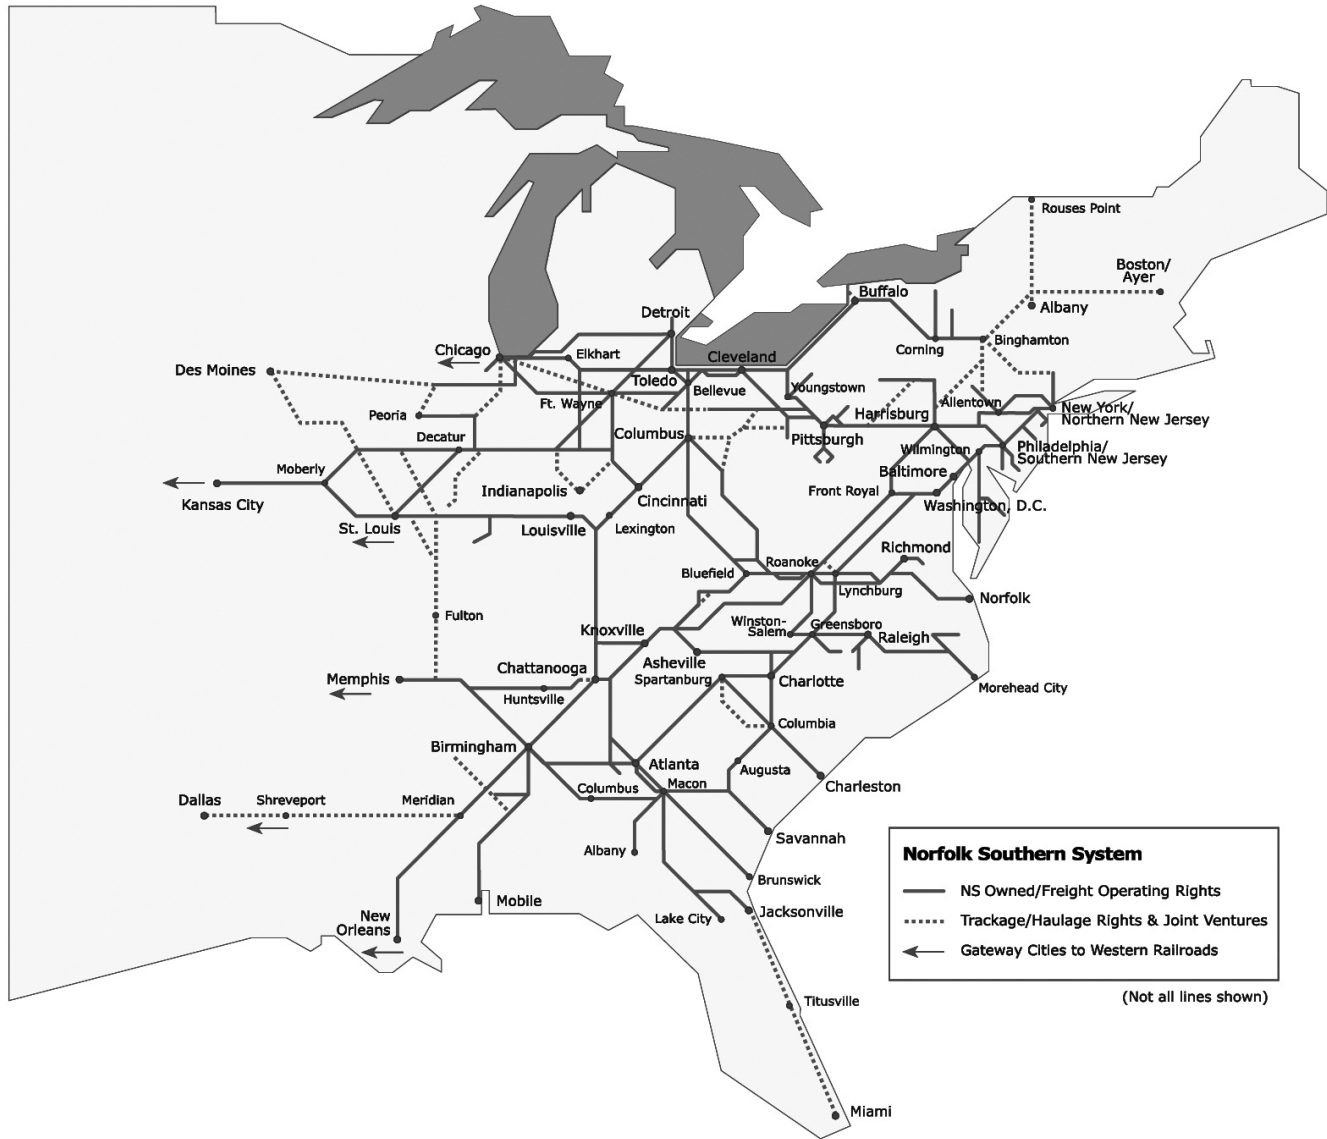 Rouses Point
Boston/
Ayer
Buffalo
Albany
Detroit
Corning
Binghamton
Chicago
Elkhart
Cleveland
Des Moines
Toledo
Bellevue
Youngstown
Ft. Wayne
Allentown
New York/
Northern New Jersey
Peoria
Harrisburg
Decatur
Columbus
Pittsburgh
Wilmington
Philadelphia/
Southern New Jersey
Moberly
Baltimore
Indianapolis
Cincinnati
Front Royal
Kansas City
Washington, D.C.
St. Louis
Louisville
Lexington
Richmond
Bluefield
Roanoke
Lynchburg
Norfolk
Fulton
Winston-
Salem
Greensboro
Knoxville
Raleigh
Asheville
Chattanooga
Memphis
Spartanburg
Charlotte
Huntsville
Morehead City
Columbia
Birmingham
Atlanta
Augusta
Columbus
Macon
Charleston
Dallas
Shreveport
Meridian
Savannah
Albany
Brunswick
Mobile
New
Orleans
Lake City
Jacksonville
Titusville
Miami
Norfolk Southern System
NS Owned/Freight Operating Rights
Trackage/Haulage Rights & Joint Ventures
Gateway Cities to Western Railroads
(Not all lines shown)